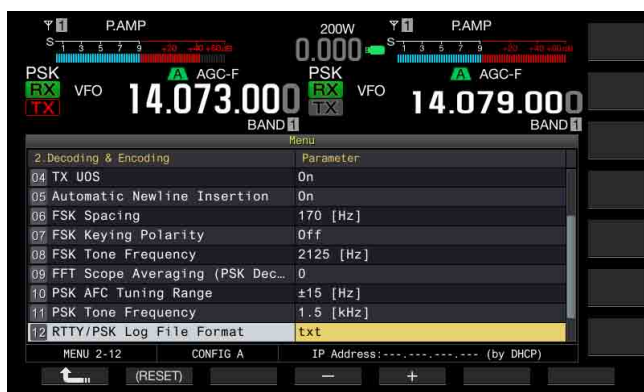 1 P.AMP 200W 1 P.AMP
S 1 3 5 7 9 +20 +40 +60dB 0.000 S 1 3 5 7 9 +20 +40 +60dB
PSK A AGC-F PSK A AGC-F
RX VFO 14.073.000 RX VFO 14.079.000
TX TX
BAND 1 BAND 1
Menu
2.Decoding & Encoding Parameter
04 TX UOS On
05 Automatic Newline Insertion On
06 FSK Spacing 170 [Hz]
07 FSK Keying Polarity Off
08 FSK Tone Frequency 2125 [Hz]
09 FFT Scope Averaging (PSK Dec... 0
10 PSK AFC Tuning Range ±15 [Hz]
11 PSK Tone Frequency 1.5 [kHz]
12 RTTY/PSK Log File Format txt
MENU 2-12 CONFIG A IP Address:---.---.---.--- (by DHCP)
(RESET) − +